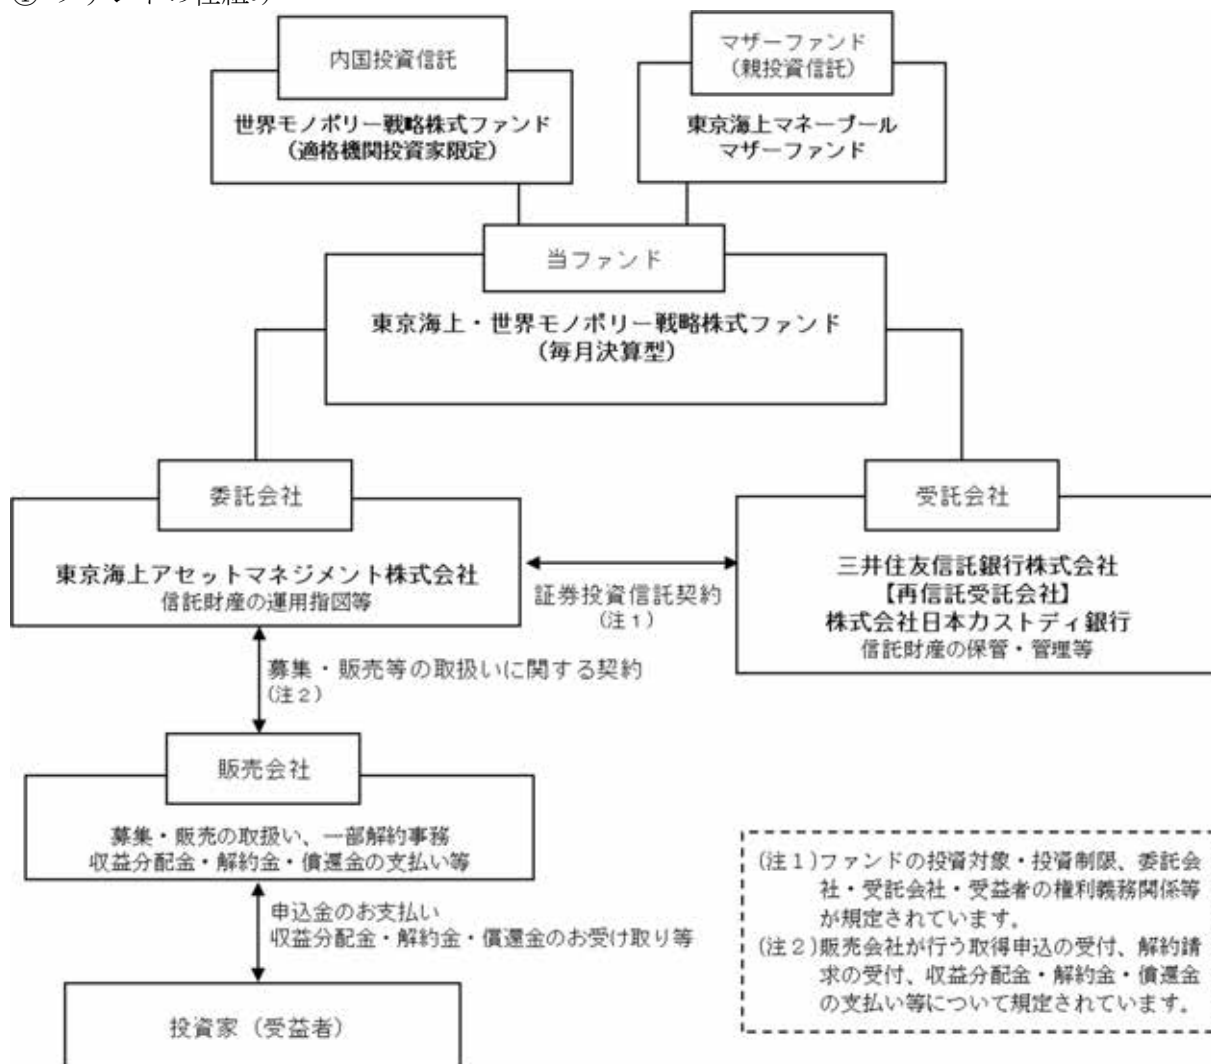 内国投資信託
世界モノポリー戦略株式ファンド
（適格機関投資家限定）
マザーファンド
（親投資信託）
東京海上マネープール
マザーファンド
当ファンド
東京海上・世界モノポリー戦略株式ファンド
（毎月決算型）
委託会社
東京海上アセットマネジメント株式会社
信託財産の運用指図等
証券投資信託契約
（注１）
受託会社
三井住友信託銀行株式会社
【再信託受託会社】
株式会社日本カストディ銀行
信託財産の保管・管理等
募集・販売等の取扱いに関する契約
（注２）
販売会社
募集・販売の取扱い、一部解約事務
収益分配金・解約金・償還金の支払い等
申込金のお支払い
収益分配金・解約金・償還金のお受け取り等
投資家（受益者）
（注１）ファンドの投資対象・投資制限、委託会
社・受託会社・受益者の権利義務関係等
が規定されています。
（注２）販売会社が行う取得申込の受付、解約請
求の受付、収益分配金・解約金・償還金
の支払い等について規定されています。